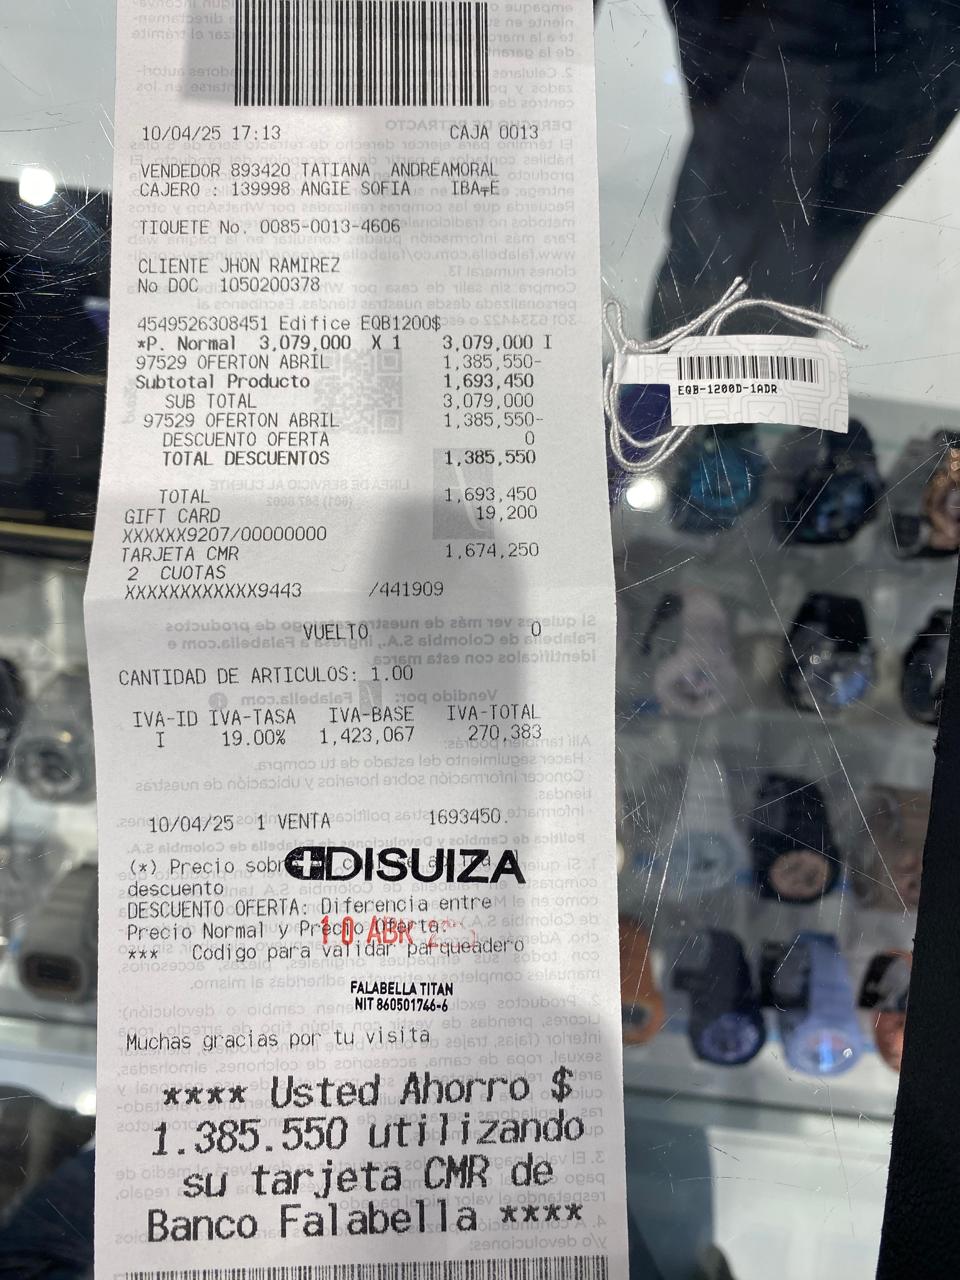 10/04/25 17:13 CAJA 0013
VENDEDOR 893420 TATIANA ANDREAMORAL
CAJERO : 139998 ANGIE SOFIA
TIQUETE No. 0085-0013-4606
CLIENTE JHON RAMIREZ
No DOC 1050200378
4549526308451 Edifice EQB1200$
*P. Normal 3,079,000 X 1 3,079,000 I
97529 OFERTON ABRIL 1,385,550-
Subtotal Producto 1,693,450
SUB TOTAL 3,079,000
97529 OFERTON ABRIL 1,385,550-
DESCUENTO OFERTA 0
TOTAL DESCUENTOS 1,385,550
TOTAL 1,693,450
GIFT CARD 19,200
XXXXXX9207/00000000
TARJETA CMR 1,674,250
2 CUOTAS
XXXXXXXXXXXX9443 /441909
VUELTO 0
CANTIDAD DE ARTICULOS: 1.00
IVA-ID IVA-TASA IVA-BASE IVA-TOTAL
I 19.00% 1,423,067 270,383
10/04/25 1 VENTA 1693450.
(*) Precio
DISUIZA
descuento
DESCUENTO OFERTA: Diferencia entre
Precio Normal y Precio Oferta.
10 ABR
*** Codigo para validar parqueadero
FALABELLA TITAN
NIT 860501746-6
Muchas gracias por tu visita
**** Usted Ahorro $
1.385.550 utilizando
su tarjeta CMR de
Banco Falabella ****
EQB-1200D-1ADR